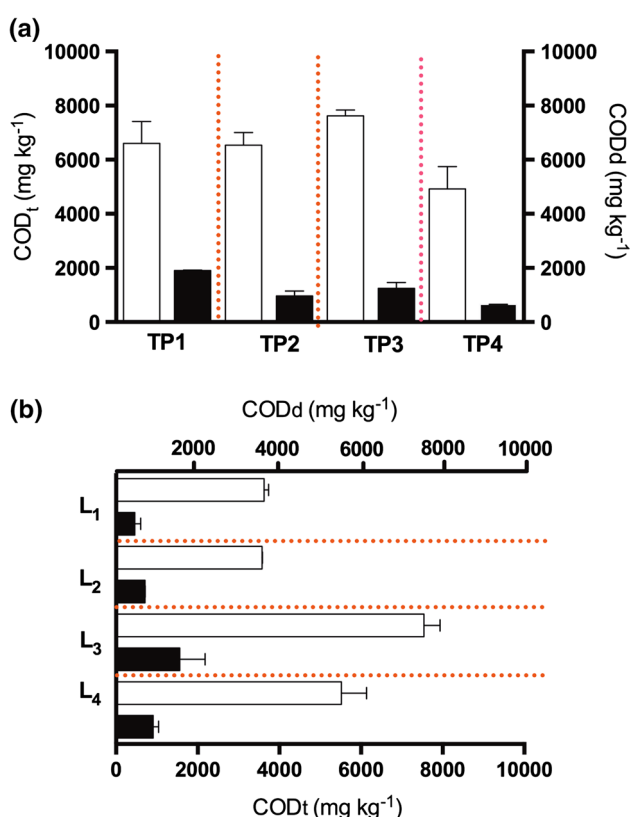 (a)
10000
8000
6000
4000
2000
0
CODt (mg kg-1)
10000
8000
6000
4000
2000
0
CODd (mg kg-1)
TP1 TP2 TP3 TP4
(b)
CODd (mg kg-1)
2000 4000 6000 8000 10000
L1
L2
L3
L4
0 2000 4000 6000 8000 10000
CODt (mg kg-1)